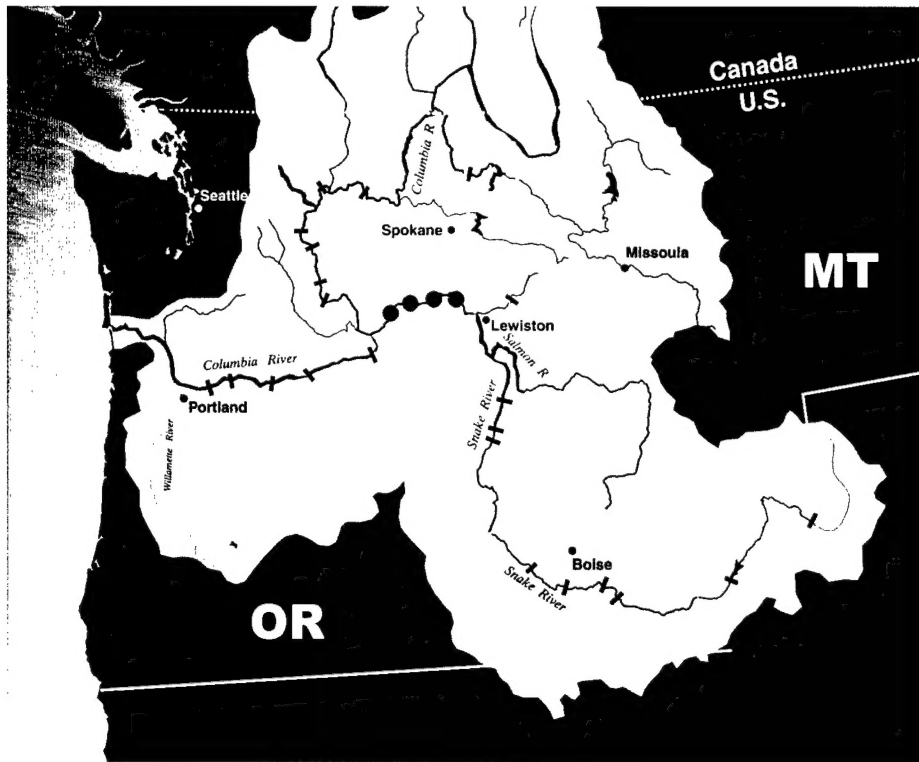 Canada
U.S.
Columbia R
Seattle
Spokane
Missoula
MT
Lewiston
Salmon R
Columbia River
Portland
Snake River
Willamette River
Boise
Snake River
OR